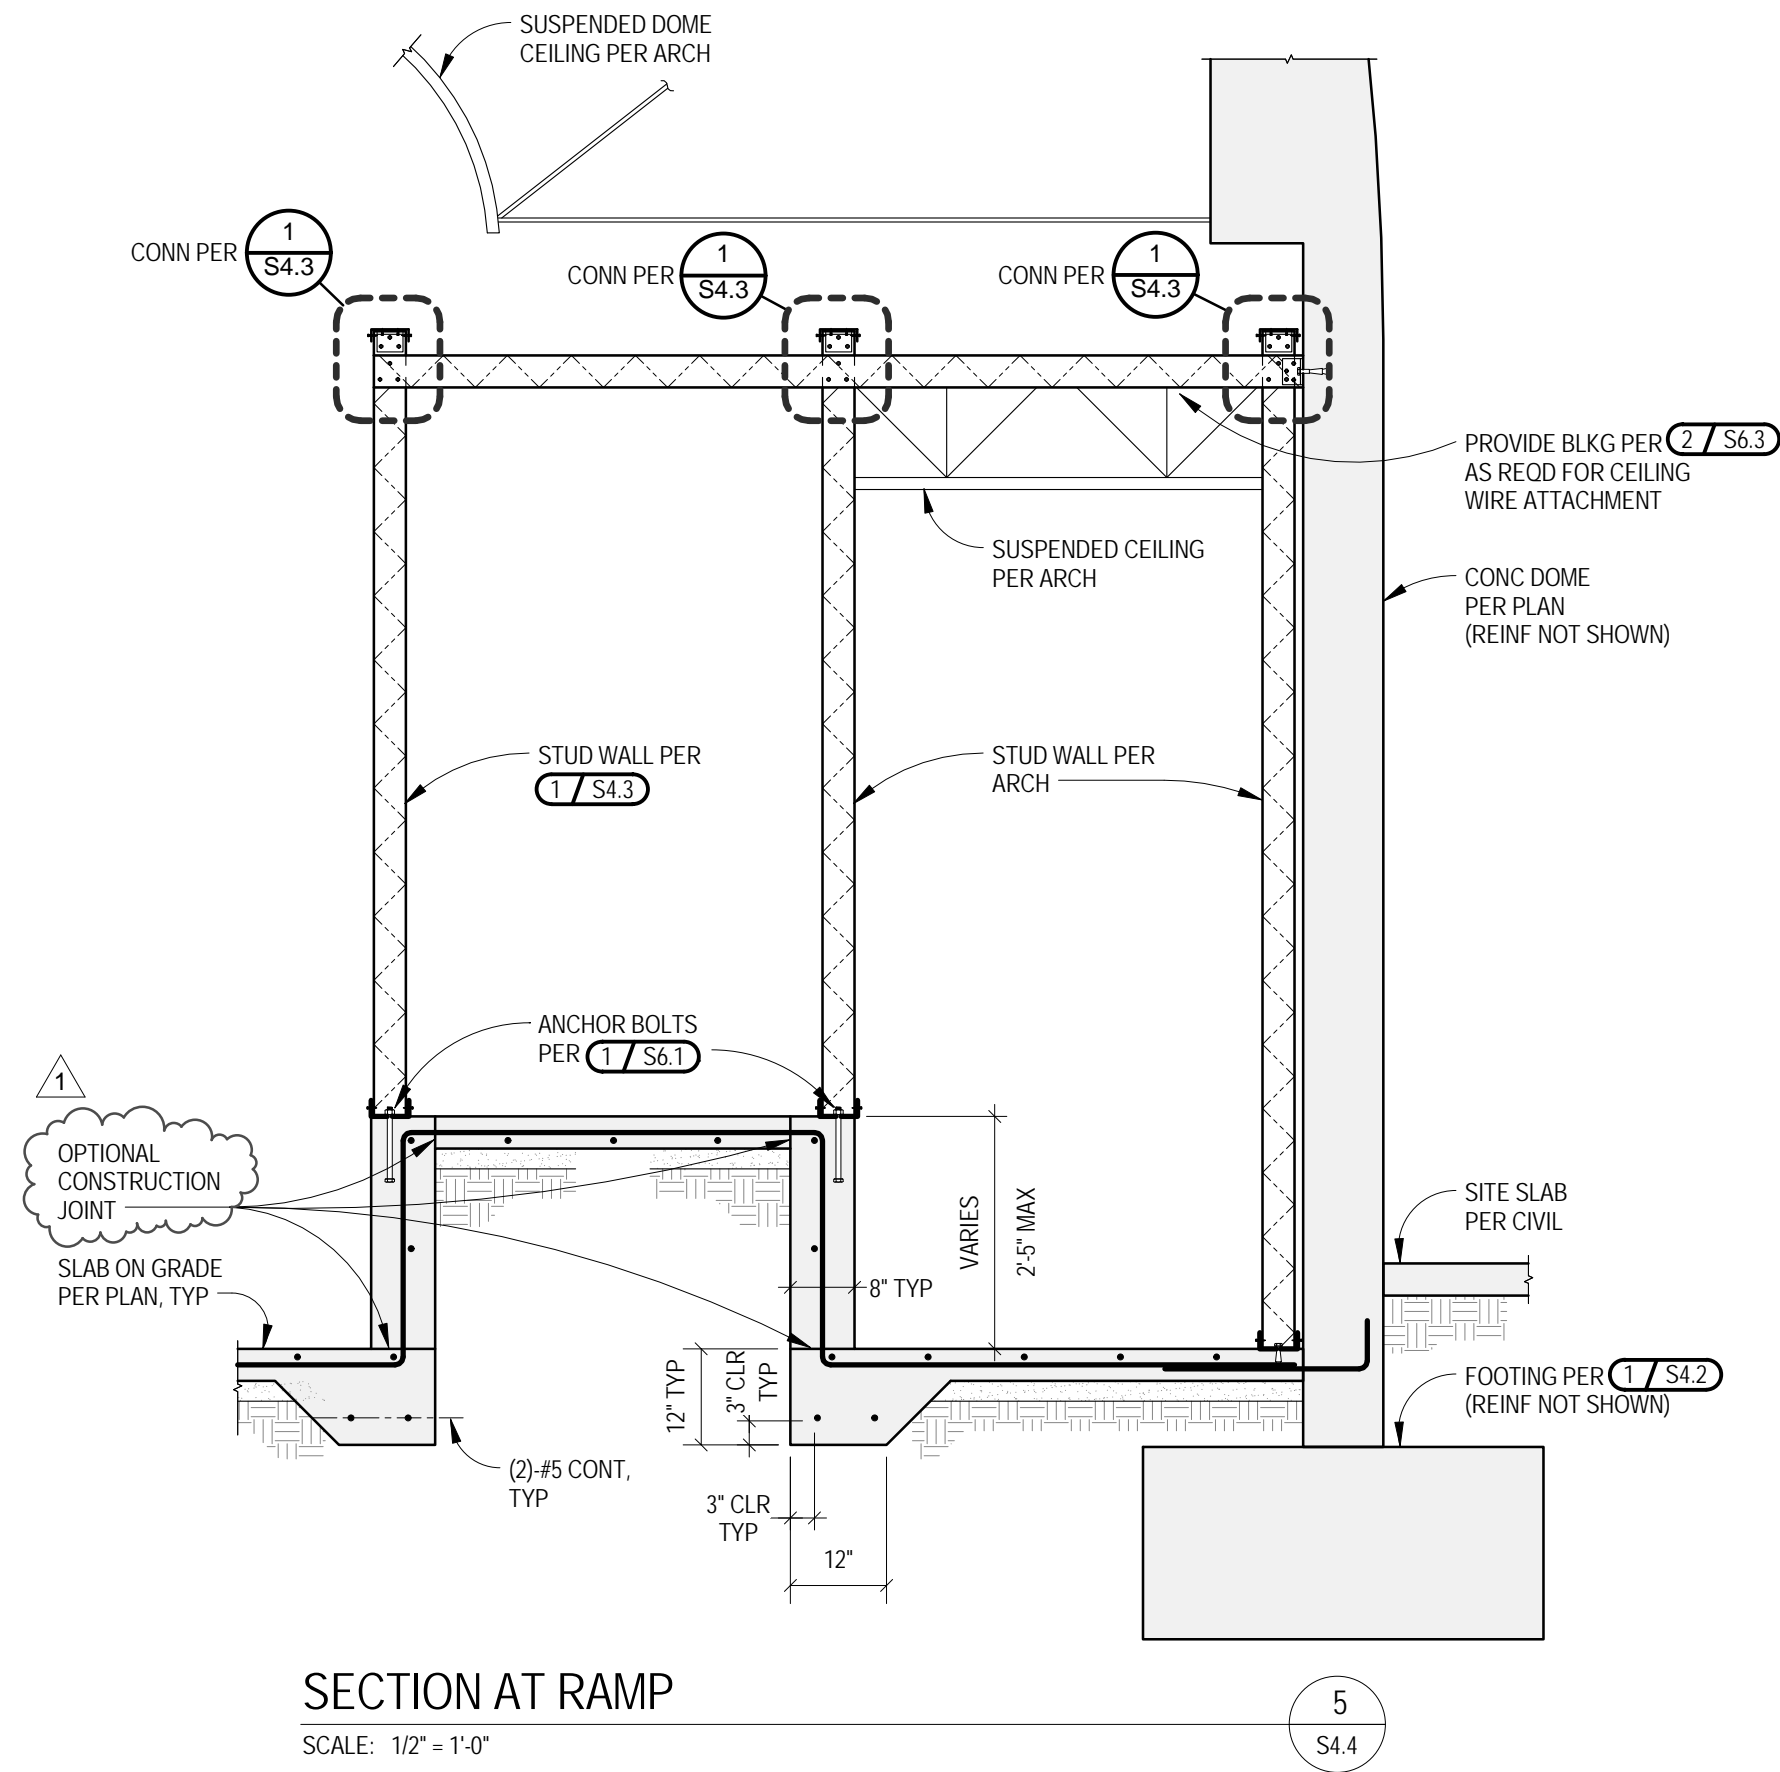 SUSPENDED DOME
CEILING PER ARCH
CONN PER
1
S4.3
CONN PER
1
S4.3
CONN PER
1
S4.3
PROVIDE BLKG PER 2 / S6.3
AS REQD FOR CEILING
WIRE ATTACHMENT
SUSPENDED CEILING
PER ARCH
CONC DOME
PER PLAN
(REINF NOT SHOWN)
STUD WALL PER
1 / S4.3
STUD WALL PER
ARCH
ANCHOR BOLTS
PER 1 / S6.1
1
OPTIONAL
CONSTRUCTION
JOINT
SLAB ON GRADE
PER PLAN, TYP
VARIES
2'-5" MAX
8" TYP
SITE SLAB
PER CIVIL
12" TYP
3" CLR
TYP
FOOTING PER 1 / S4.2
(REINF NOT SHOWN)
(2)-#5 CONT,
TYP
3" CLR
TYP
12"
SECTION AT RAMP
SCALE: 1/2" = 1'-0"
5
S4.4